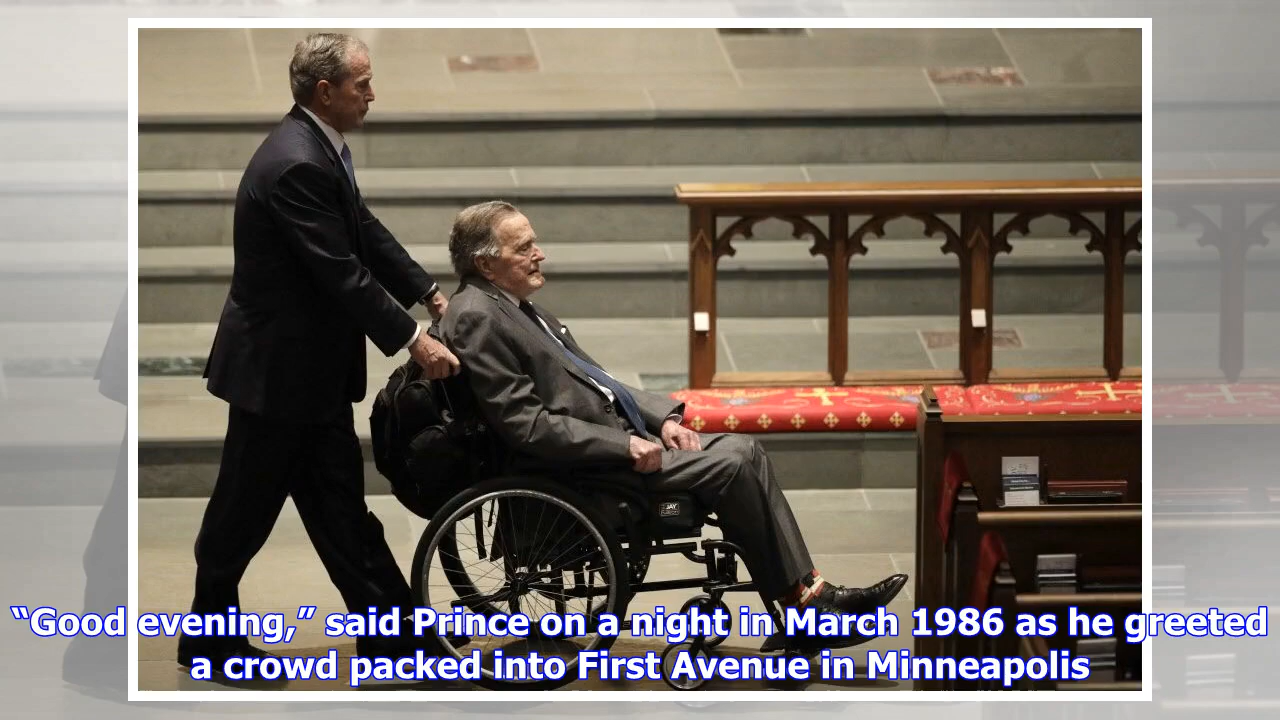 “Good evening,” said Prince on a night in March 1986 as he greeted
a crowd packed into First Avenue in Minneapolis
JAY